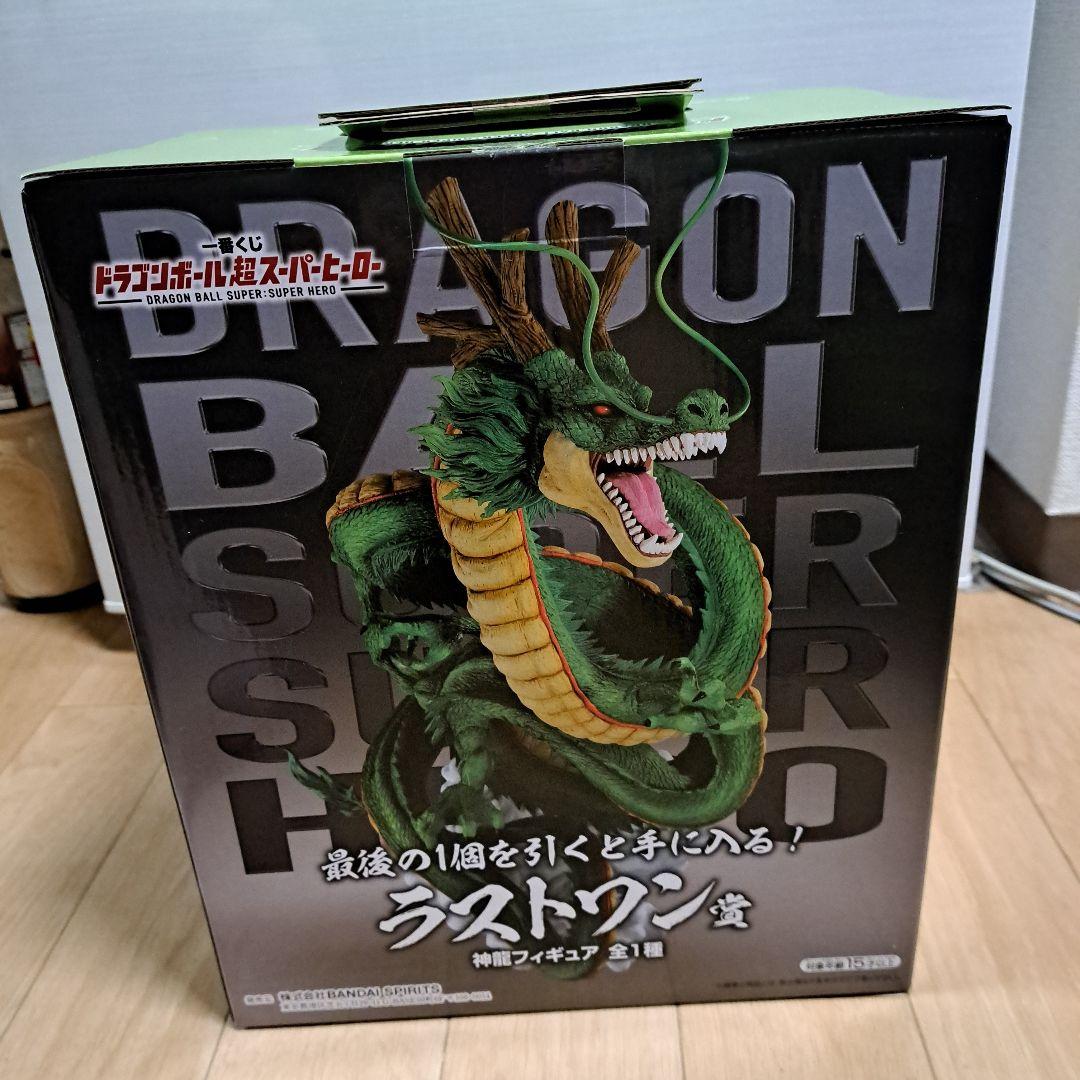 DRAGON
BALL
SUPER
SUPER
HERO
一番くじ
ドラゴンボール超スーパーヒーロー
DRAGON BALL SUPER:SUPER HERO
最後の1個を引くと手に入る!
ラストワン賞
神龍フィギュア 全1種
対象年齢15才以上
発売元 株式会社BANDAI SPIRITS